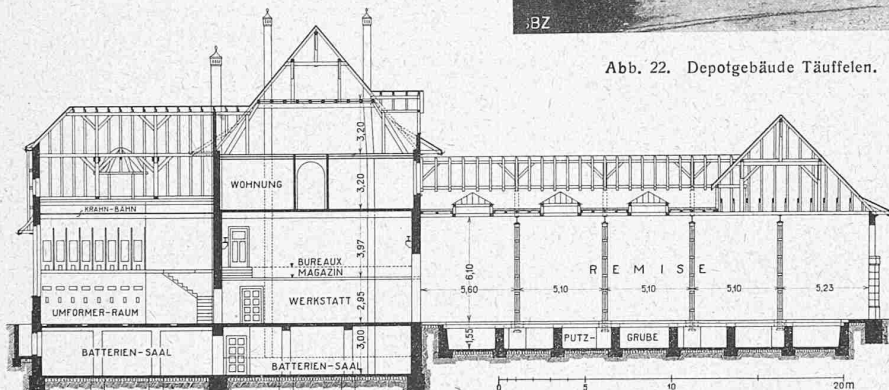 SBZ
Abb. 22. Depotgebäude Täuffelen.
3,20
WOHNUNG
3,20
KRAHN-BAHN
3,97
BUREAUX
MAGAZIN
6,10
REMISE
5,60 5,10 5,10 5,10 5,23
2,95
WERKSTATT
UMFORMER-RAUM
3,00
1,55
PUTZ- GRUBE
BATTERIEN-SAAL
BATTERIEN-SAAL
0 5 10 20m